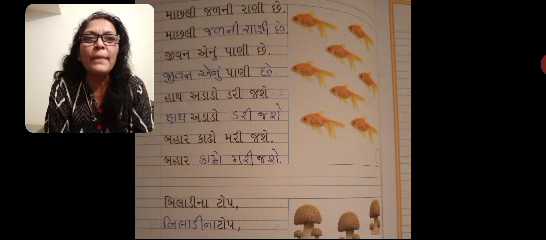 માછલી જળની રાણી છે.
માછલી જળની રાણી છે.
જીવન એનું પાણી છે.
જીવન એનું પાણી છે
હાથ અડાડો ડરી જશે
હાથ અડાડો ડરી જશે
બહાર કાઢો મરી જશે.
બહાર કાઢો મરી જશે.
બિલાડીના ટોપ,
બિલાડીના ટોપ,